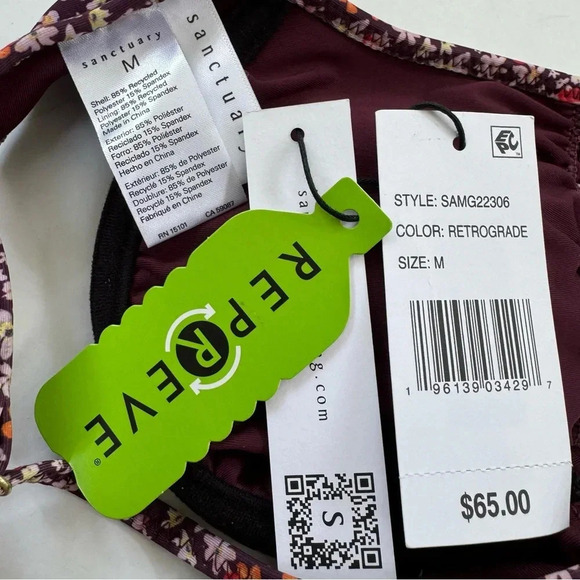 sanctuary
M
Shell: 85% Recycled
Polyester 15% Spandex
Lining: 85% Recycled
Polyester 15% Spandex
Made in China
Exterior: 85% Poliéster
Reciclado 15% Spandex
Forro: 85% Poliéster
Reciclado 15% Spandex
Hecho en China
Extérieur: 85% de Polyester
Recyclé 15% Spandex
Doublure: 85% de Polyester
Recyclé 15% Spandex
Fabriqué en China
RN 15101 CA 59087
sanctuary
REPREVE®
S
STYLE: SAMG22306
COLOR: RETROGRADE
SIZE: M
1 96139 03429 7
$65.00